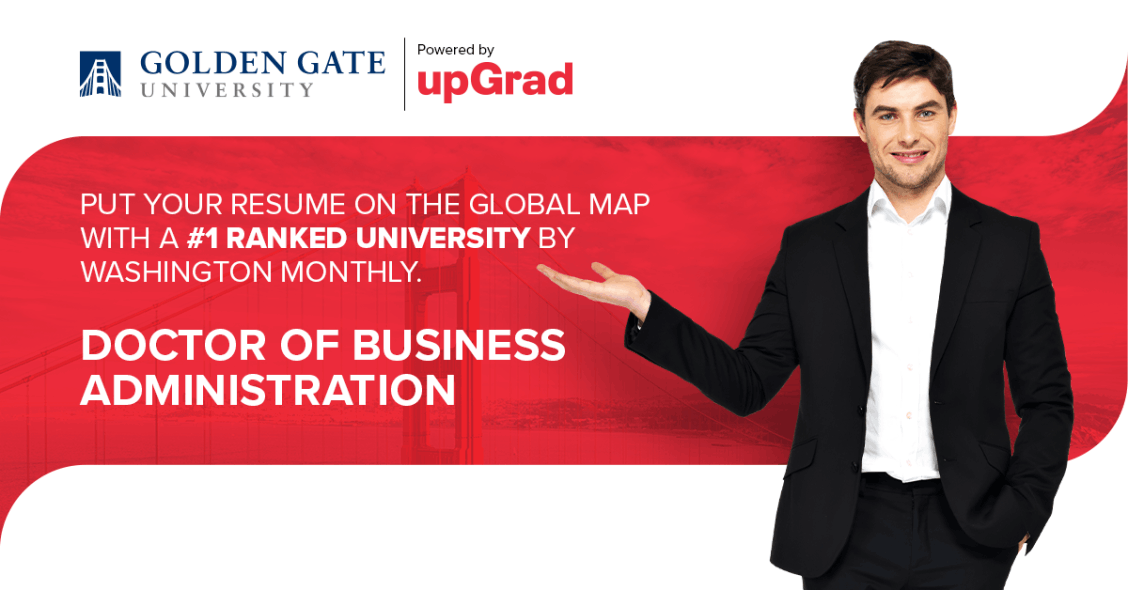 GOLDEN GATE
UNIVERSITY
Powered by
upGrad
PUT YOUR RESUME ON THE GLOBAL MAP
WITH A #1 RANKED UNIVERSITY BY
WASHINGTON MONTHLY.
DOCTOR OF BUSINESS
ADMINISTRATION